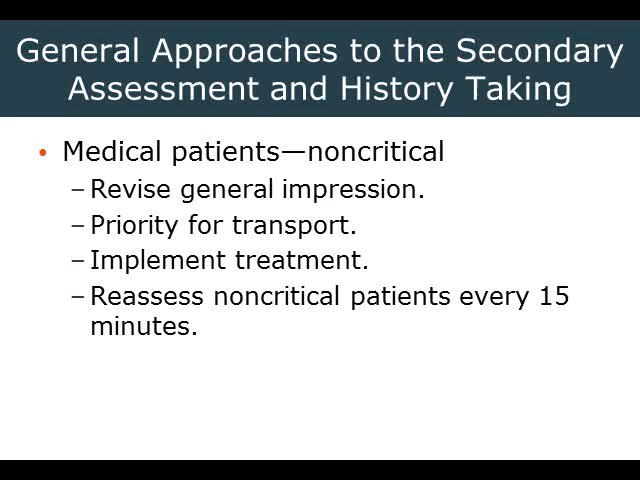 General Approaches to the Secondary
Assessment and History Taking
• Medical patients—noncritical
– Revise general impression.
– Priority for transport.
– Implement treatment.
– Reassess noncritical patients every 15
minutes.